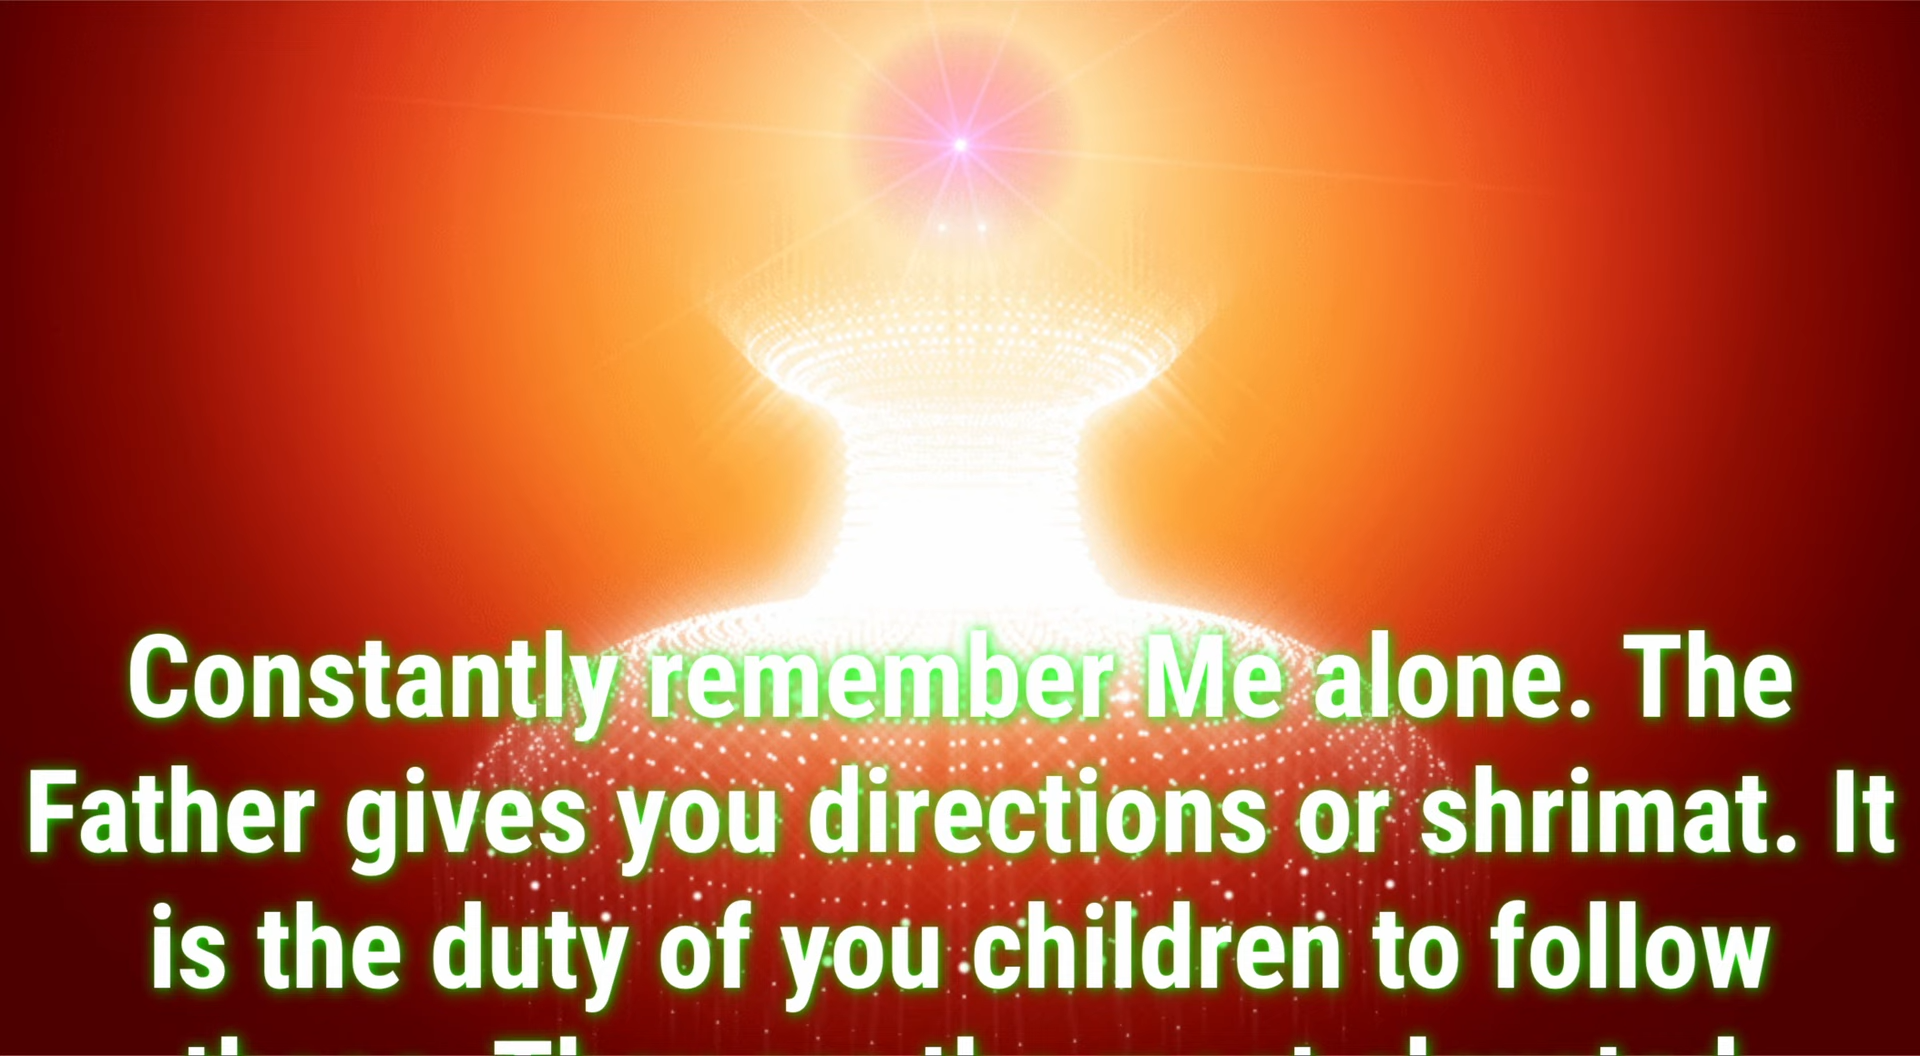 Constantly remember Me alone. The
Father gives you directions or shrimat. It
is the duty of you children to follow